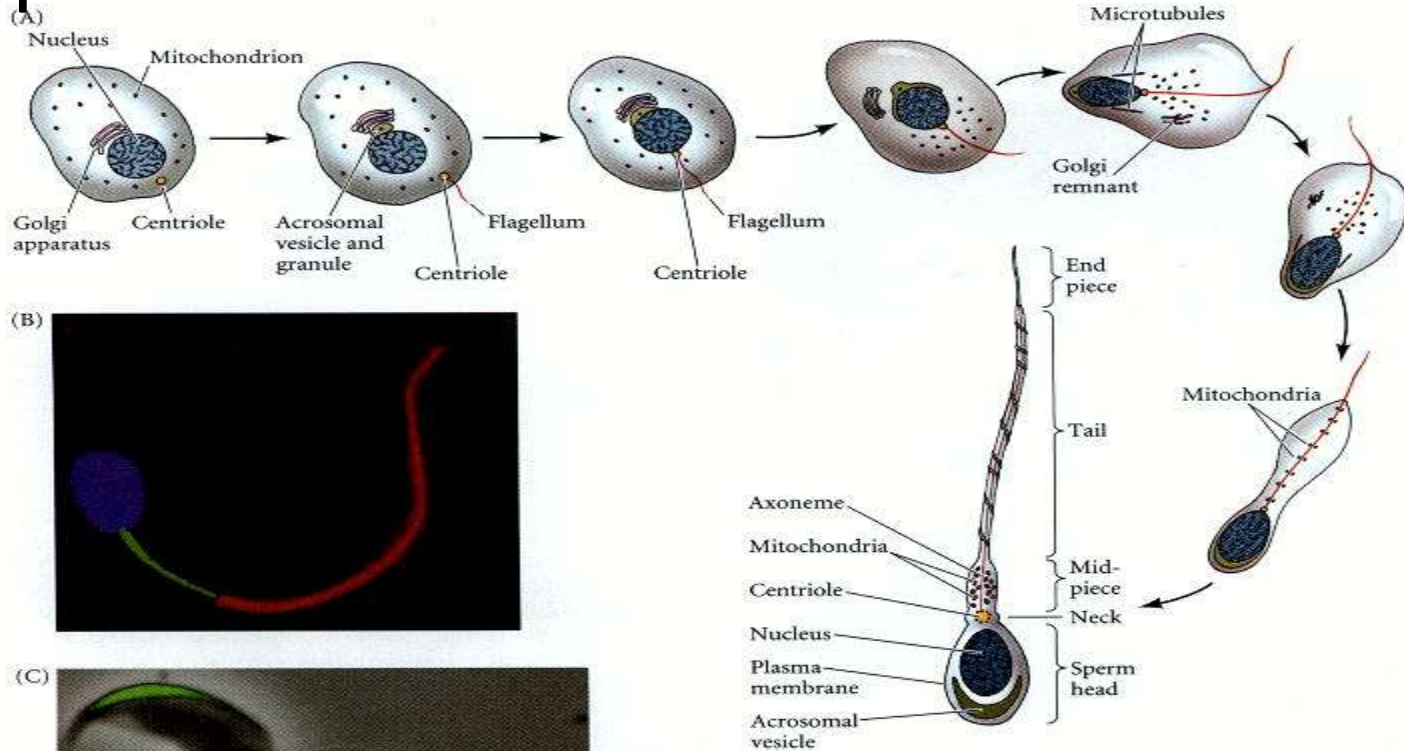 (A)
Nucleus
Mitochondrion
Golgi
apparatus
Centriole
Acrosomal
vesicle and
granule
Flagellum
Centriole
Flagellum
Centriole
Microtubules
Golgi
remnant
Mitochondria
End
piece
Tail
Mid-
piece
Neck
Sperm
head
Axoneme
Mitochondria
Centriole
Nucleus
Plasma
membrane
Acrosomal
vesicle
(B)
(C)